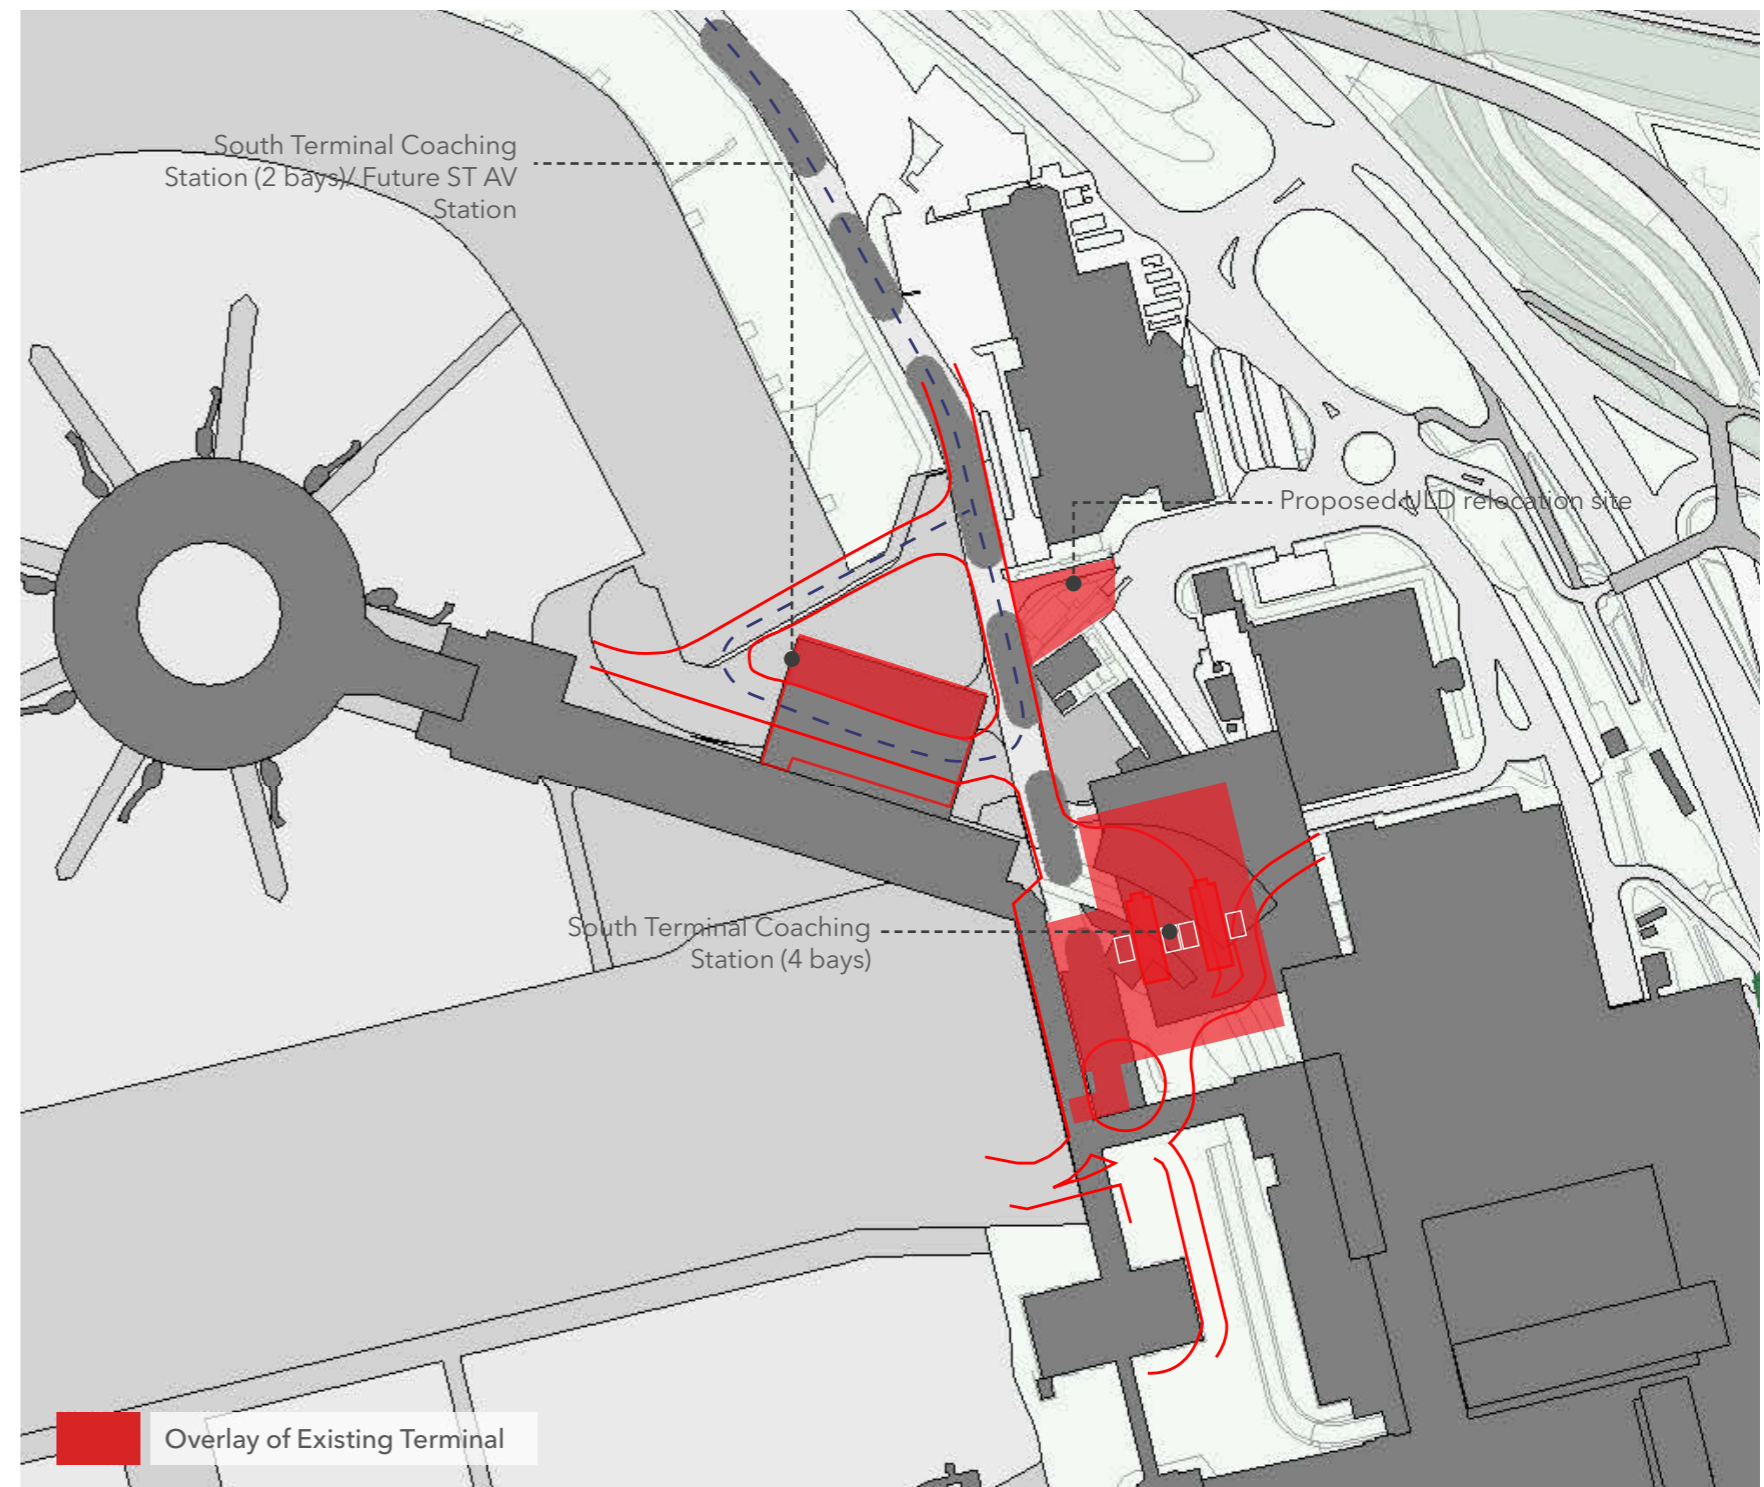 South Terminal Coaching
Station (2 bays)/ Future ST AV
Station
Proposed ULD relocation site
South Terminal Coaching
Station (4 bays)
Overlay of Existing Terminal